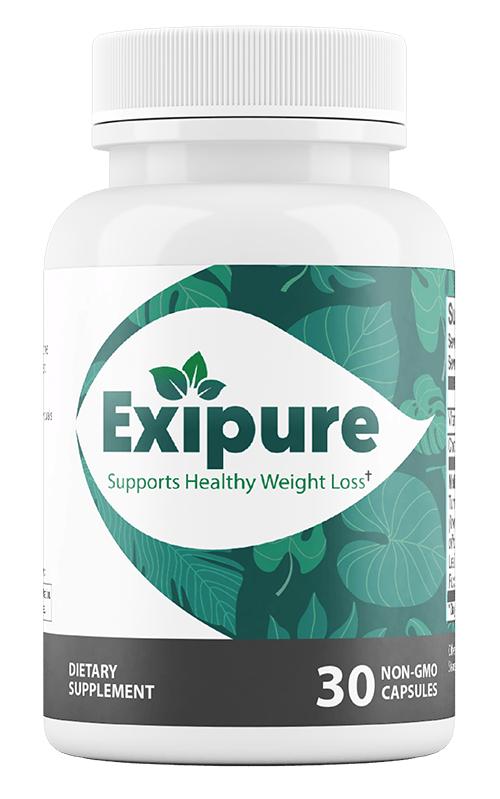 Exipure
Supports Healthy Weight Loss†
DIETARY
SUPPLEMENT
30 NON-GMO
CAPSULES